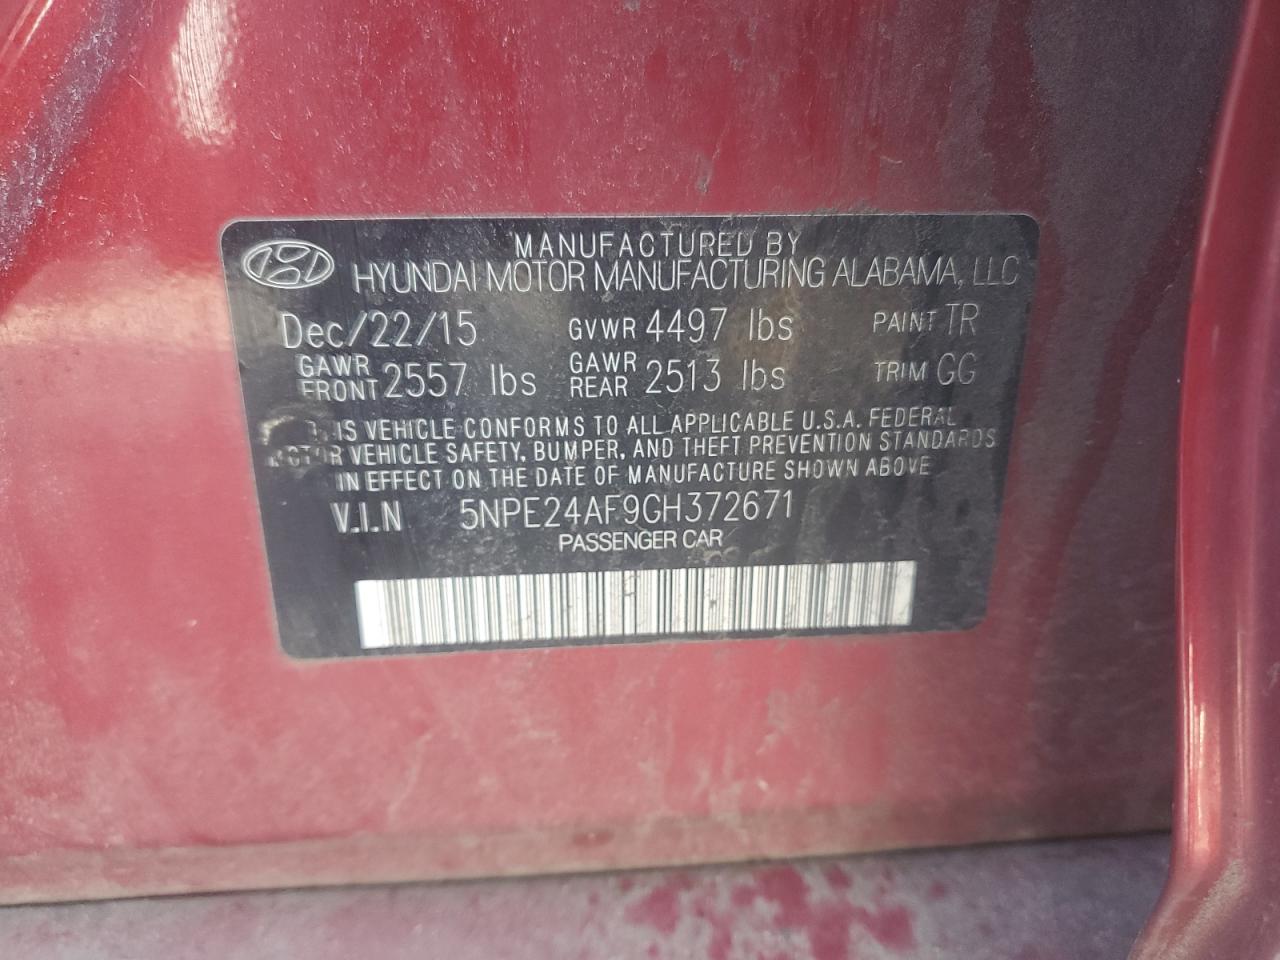 MANUFACTURED BY
HYUNDAI MOTOR MANUFACTURING ALABAMA, LLC
Dec/22/15 GVWR 4497 lbs PAINT TR
GAWR FRONT 2557 lbs GAWR REAR 2513 lbs TRIM GG
THIS VEHICLE CONFORMS TO ALL APPLICABLE U.S.A. FEDERAL
MOTOR VEHICLE SAFETY, BUMPER, AND THEFT PREVENTION STANDARDS
IN EFFECT ON THE DATE OF MANUFACTURE SHOWN ABOVE
V.I.N 5NPE24AF9GH372671
PASSENGER CAR